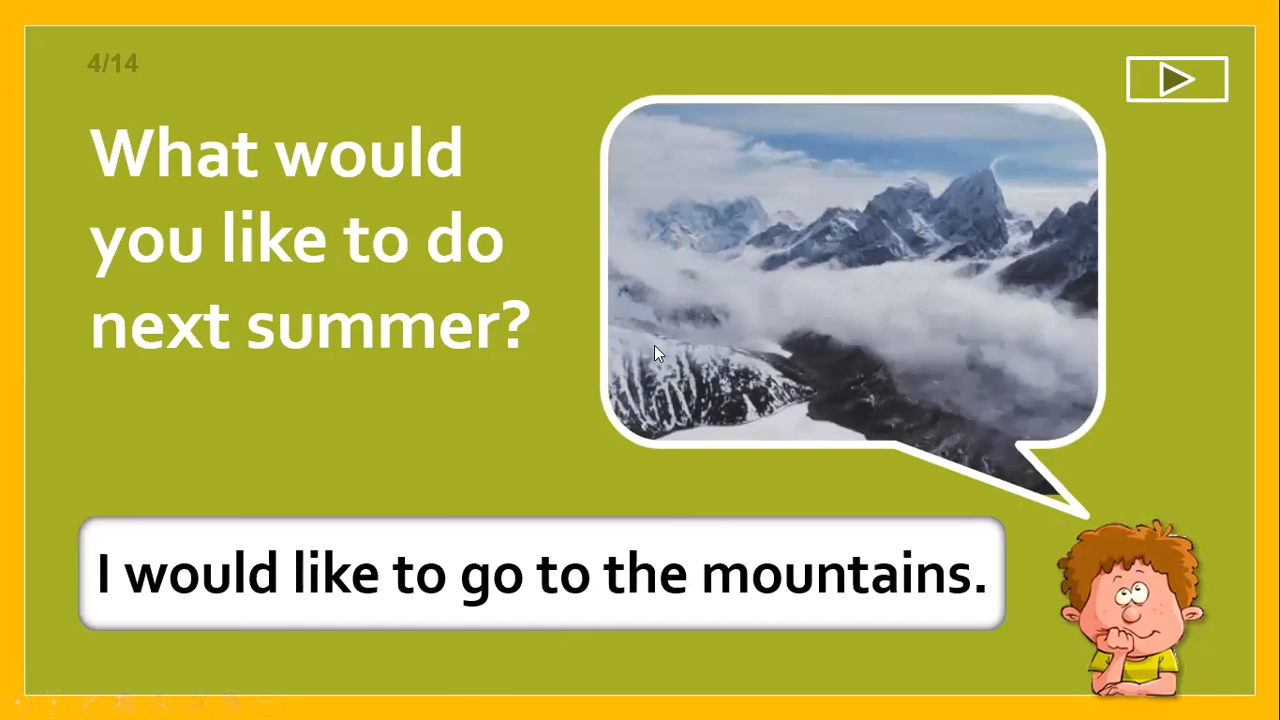 4/14
What would
you like to do
next summer?
I would like to go to the mountains.